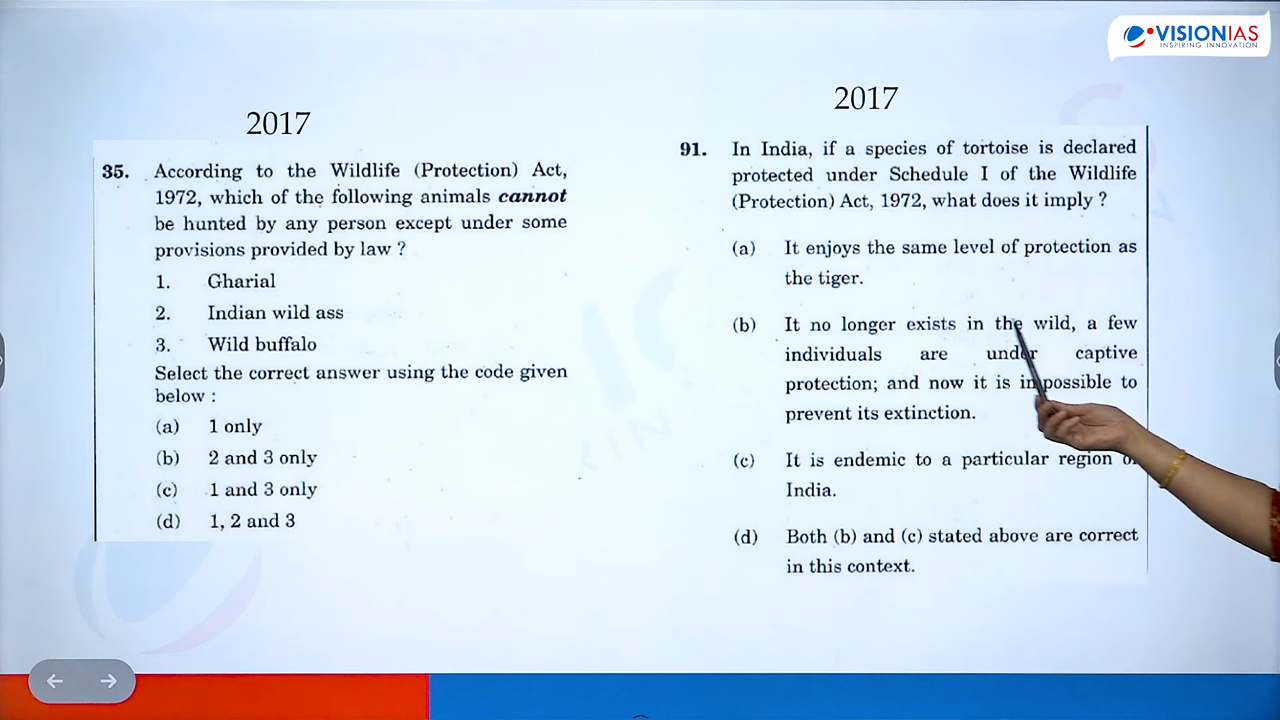 VISIONIAS
INSPIRING INNOVATION
2017
35. According to the Wildlife (Protection) Act,
1972, which of the following animals cannot
be hunted by any person except under some
provisions provided by law ?
1. Gharial
2. Indian wild ass
3. Wild buffalo
Select the correct answer using the code given
below :
(a) 1 only
(b) 2 and 3 only
(c) 1 and 3 only
(d) 1, 2 and 3
2017
91. In India, if a species of tortoise is declared
protected under Schedule I of the Wildlife
(Protection) Act, 1972, what does it imply ?
(a) It enjoys the same level of protection as
the tiger.
(b) It no longer exists in the wild, a few
individuals are under captive
protection; and now it is impossible to
prevent its extinction.
(c) It is endemic to a particular region
India.
(d) Both (b) and (c) stated above are correct
in this context.